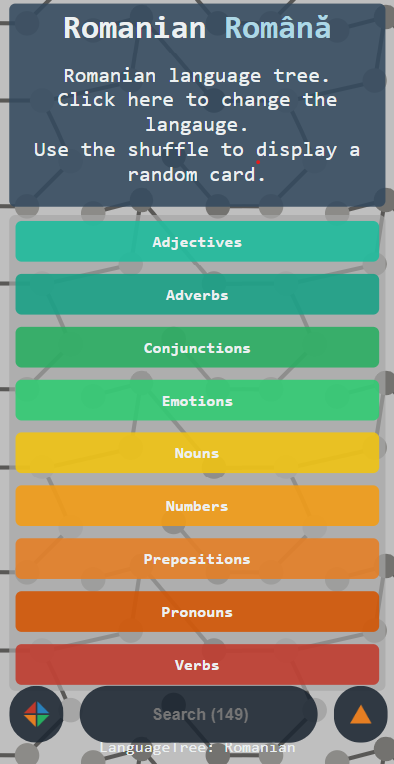 Romanian Română
Romanian language tree.
Click here to change the
langauge.
Use the shuffle to display a
random card.
Adjectives
Adverbs
Conjunctions
Emotions
Nouns
Numbers
Prepositions
Pronouns
Verbs
Search (149)
LanguageTree: Romanian